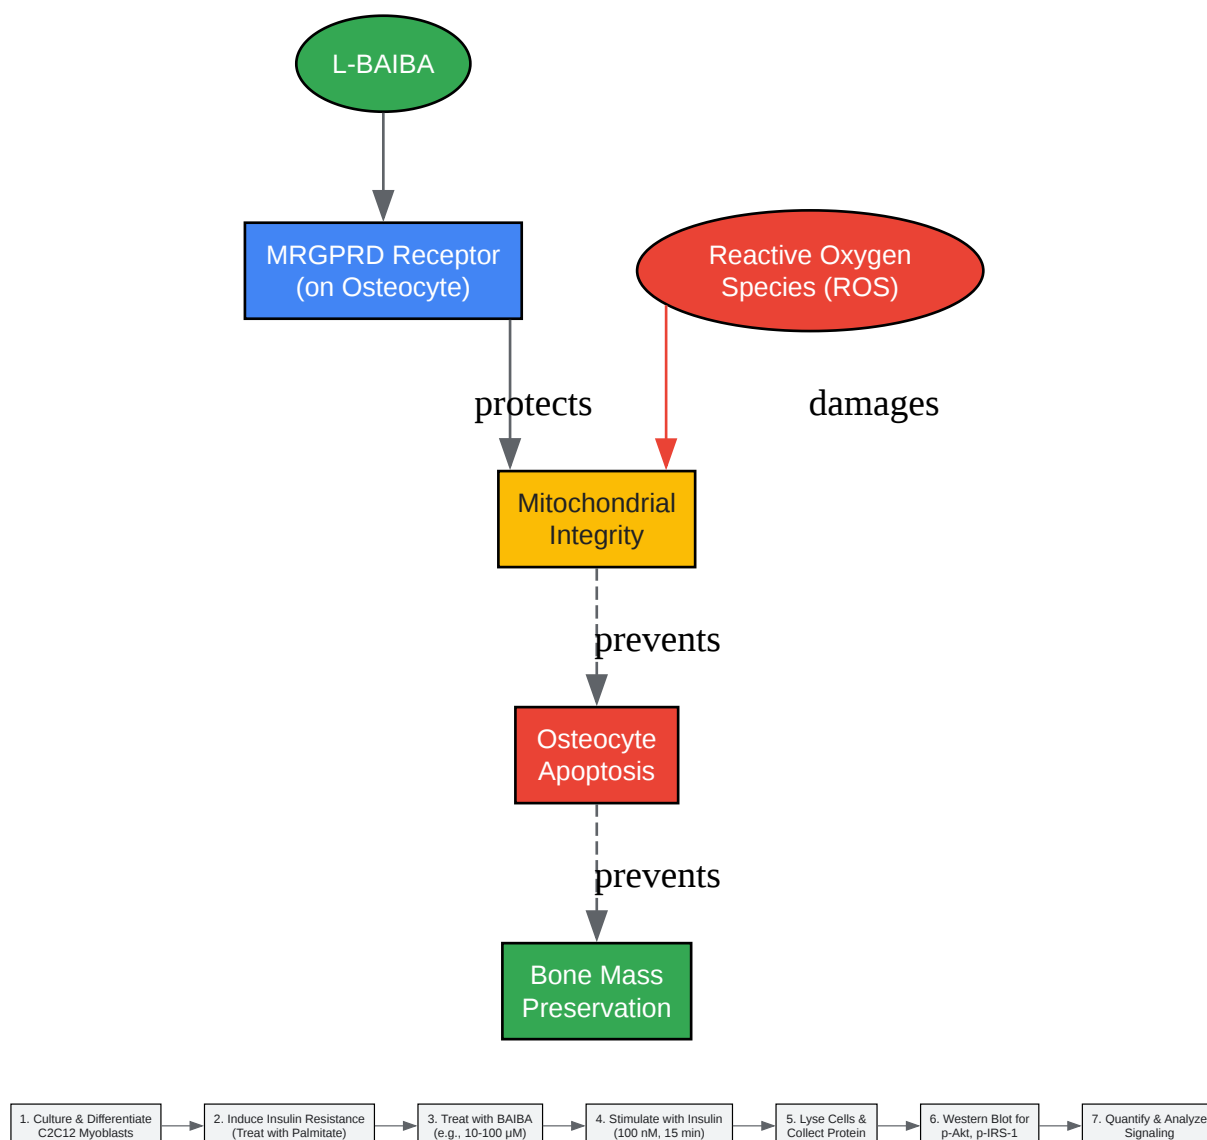 L-BAIBA
MRGPRD Receptor
(on Osteocyte)
Reactive Oxygen
Species (ROS)
protects
damages
Mitochondrial
Integrity
prevents
Osteocyte
Apoptosis
prevents
Bone Mass
Preservation
1. Culture & Differentiate
C2C12 Myoblasts
2. Induce Insulin Resistance
(Treat with Palmitate)
3. Treat with BAIBA
(e.g., 10-100 μM)
4. Stimulate with Insulin
(100 nM, 15 min)
5. Lyse Cells &
Collect Protein
6. Western Blot for
p-Akt, p-IRS-1
7. Quantify & Analyze
Signaling